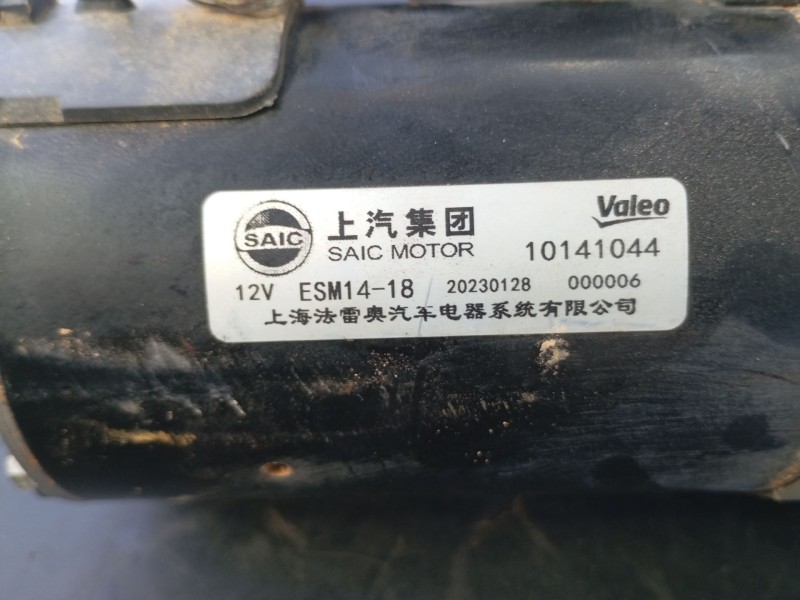 SAIC 上汽集团 Valeo
SAIC MOTOR 10141044
12V ESM14-18 20230128 000006
上海法雷奥汽车电器系统有限公司